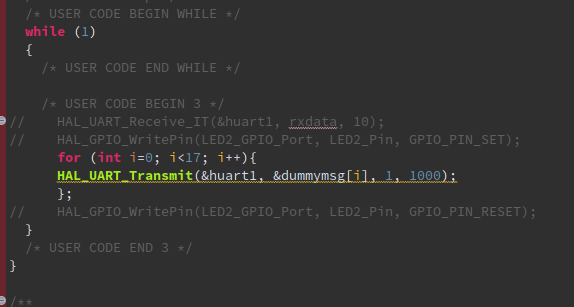 /* USER CODE BEGIN WHILE */
while (1)
{
/* USER CODE END WHILE */
/* USER CODE BEGIN 3 */
// HAL_UART_Receive_IT(&huart1, rxdata, 10);
// HAL_GPIO_WritePin(LED2_GPIO_Port, LED2_Pin, GPIO_PIN_SET);
for (int i=0; i<17; i++){
HAL_UART_Transmit(&huart1, &dummymsg[i], 1, 1000);
};
// HAL_GPIO_WritePin(LED2_GPIO_Port, LED2_Pin, GPIO_PIN_RESET);
}
/* USER CODE END 3 */
}
/**